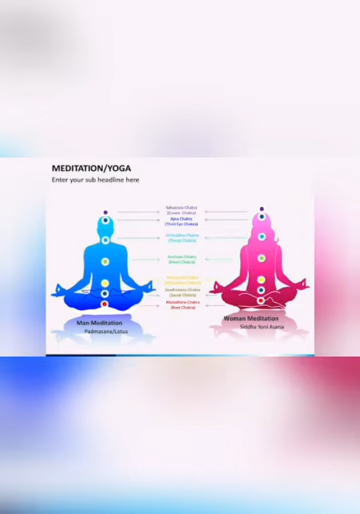 MEDITATION/YOGA
Enter your sub headline here
Sahasrara Chakra
(Crown Chakra)
Ajna Chakra
(Third Eye Chakra)
Vishuddha Chakra
(Throat Chakra)
Anahata Chakra
(Heart Chakra)
Manipura Chakra
Svadhisthana Chakra
(Sacral Chakra)
Muladhara Chakra
(Root Chakra)
Man Meditation
Padmasana/Lotus
Woman Meditation
Siddha Yoni Asana